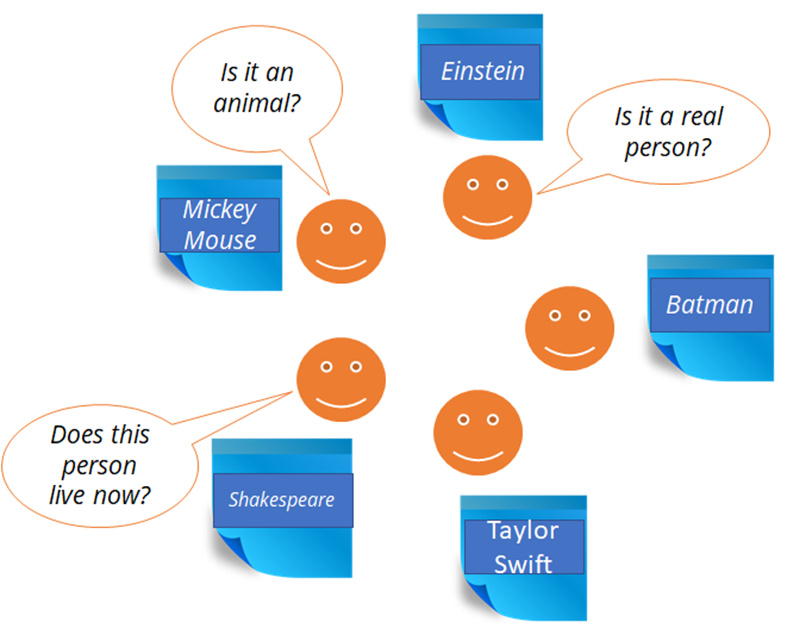 Einstein
Is it an
animal?
Is it a real
person?
Mickey
Mouse
Batman
Does this
person
live now?
Shakespeare
Taylor
Swift